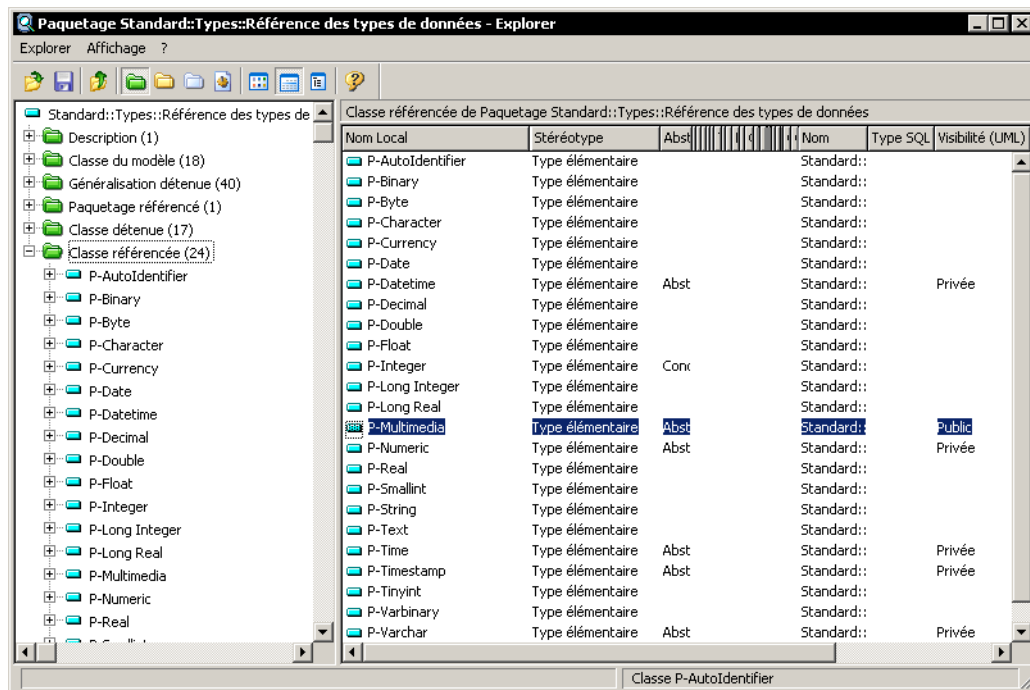 Paquetage Standard::Types::Référence des types de données - Explorer
Explorer Affichage ?
Standard::Types::Référence des types de
Description (1)
Classe du modèle (18)
Généralisation détenue (40)
Paquetage référencé (1)
Classe détenue (17)
Classe référencée (24)
P-AutoIdentifier
P-Binary
P-Byte
P-Character
P-Currency
P-Date
P-Datetime
P-Decimal
P-Double
P-Float
P-Integer
P-Long Integer
P-Long Real
P-Multimedia
P-Numeric
P-Real
Classe référencée de Paquetage Standard::Types::Référence des types de données
Nom Local Stéréotype Abst Nom Type SQL Visibilité (UML)
P-AutoIdentifier Type élémentaire Standard::
P-Binary Type élémentaire Standard::
P-Byte Type élémentaire Standard::
P-Character Type élémentaire Standard::
P-Currency Type élémentaire Standard::
P-Date Type élémentaire Standard::
P-Datetime Type élémentaire Abst Standard:: Privée
P-Decimal Type élémentaire Standard::
P-Double Type élémentaire Standard::
P-Float Type élémentaire Standard::
P-Integer Type élémentaire Conc Standard::
P-Long Integer Type élémentaire Standard::
P-Long Real Type élémentaire Standard::
P-Multimedia Type élémentaire Abst Standard:: Public
P-Numeric Type élémentaire Abst Standard:: Privée
P-Real Type élémentaire Standard::
P-Smallint Type élémentaire Standard::
P-String Type élémentaire Standard::
P-Text Type élémentaire Standard::
P-Time Type élémentaire Abst Standard:: Privée
P-Timestamp Type élémentaire Abst Standard:: Privée
P-Tinyint Type élémentaire Standard::
P-Varbinary Type élémentaire Standard::
P-Varchar Type élémentaire Abst Standard:: Privée
Classe P-AutoIdentifier